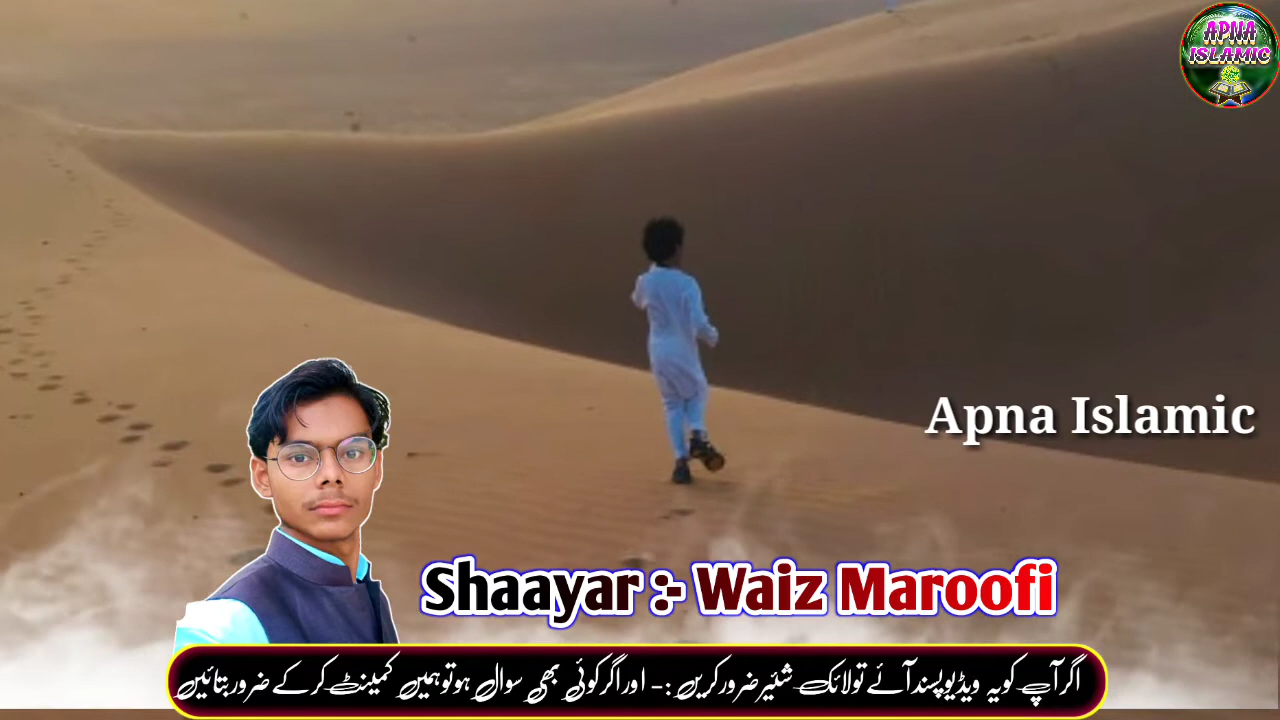 APNA
ISLAMIC
Apna Islamic
Shaayar :- Waiz Maroofi
اگر آپ کو یہ ویڈیو پسند آئے تو لائک شئیر ضرور کریں :- اور اگر کوئی بھی سوال ہو تو ہمیں کمینٹ کر کے ضرور بتائیں